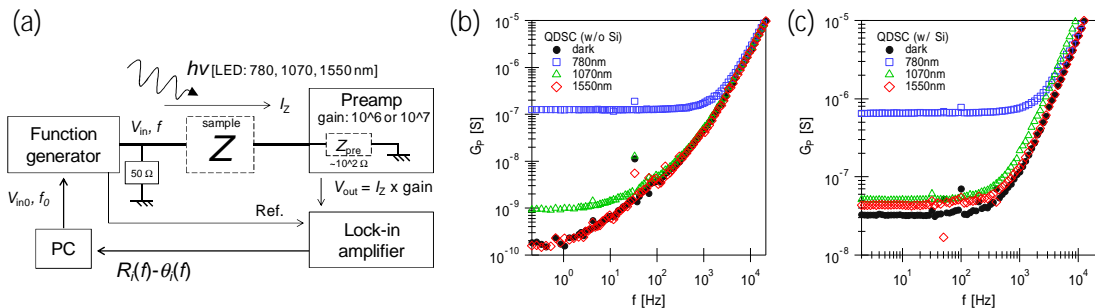 (a)
hν [LED: 780, 1070, 1550 nm]
I_Z
Function
generator
V_in, f
sample
Z
Preamp
gain: 10^6 or 10^7
Z_pre
~10^2 Ω
50 Ω
V_in0, f_0
V_out = I_Z x gain
Ref.
PC
Lock-in
amplifier
R_i(f)-θ_i(f)
(b)
10^-5
10^-6
10^-7
10^-8
10^-9
10^-10
G_P [S]
QDSC (w/o Si)
dark
780nm
1070nm
1550nm
10^0 10^1 10^2 10^3 10^4
f [Hz]
(c)
10^-5
10^-6
10^-7
10^-8
G_P [S]
QDSC (w/ Si)
dark
780nm
1070nm
1550nm
10^1 10^2 10^3 10^4
f [Hz]